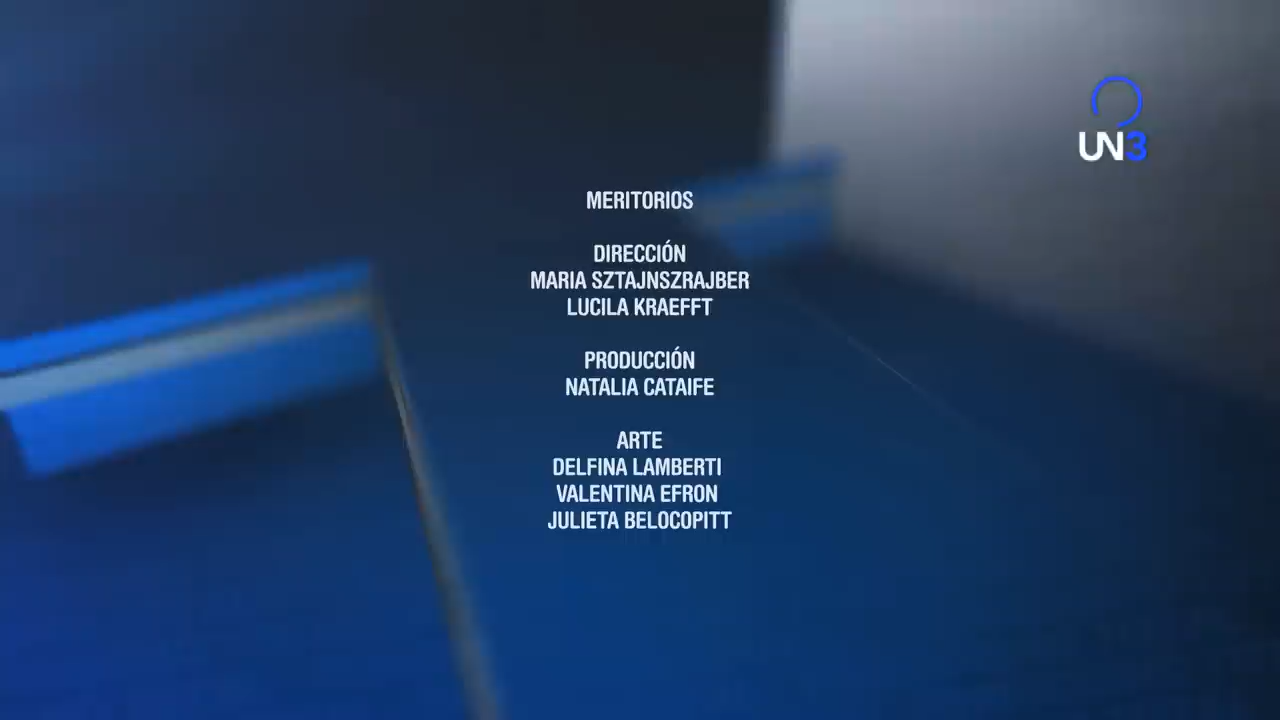 UN3
MERITORIOS
DIRECCIÓN
MARIA SZTAJNSZRAJBER
LUCILA KRAEFFT
PRODUCCIÓN
NATALIA CATAIFE
ARTE
DELFINA LAMBERTI
VALENTINA EFRON
JULIETA BELOCOPITT